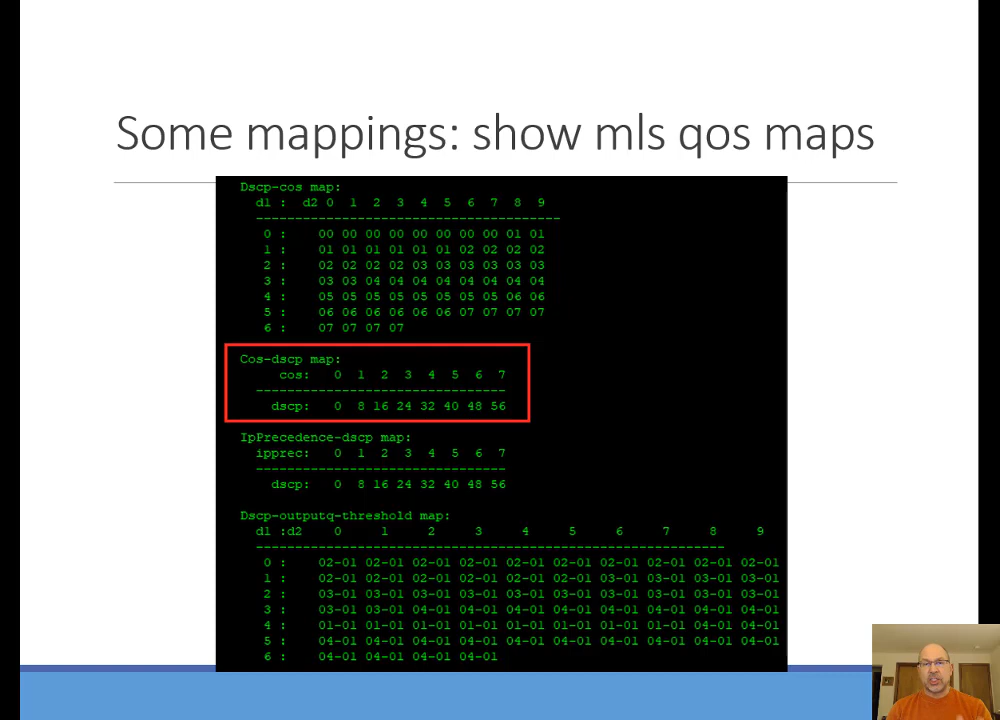 Some mappings: show mls qos maps
Dscp-cos map:
d1 : d2 0 1 2 3 4 5 6 7 8 9
---------------------------------------
0 : 00 00 00 00 00 00 00 00 01 01
1 : 01 01 01 01 01 01 02 02 02 02
2 : 02 02 02 02 03 03 03 03 03 03
3 : 03 03 04 04 04 04 04 04 04 04
4 : 05 05 05 05 05 05 05 05 06 06
5 : 06 06 06 06 06 06 07 07 07 07
6 : 07 07 07 07
Cos-dscp map:
cos: 0 1 2 3 4 5 6 7
--------------------------------
dscp: 0 8 16 24 32 40 48 56
IpPrecedence-dscp map:
ipprec: 0 1 2 3 4 5 6 7
--------------------------------
dscp: 0 8 16 24 32 40 48 56
Dscp-outputq-threshold map:
d1 :d2 0 1 2 3 4 5 6 7 8 9
------------------------------------------------------------
0 : 02-01 02-01 02-01 02-01 02-01 02-01 02-01 02-01 02-01 02-01
1 : 02-01 02-01 02-01 02-01 02-01 02-01 03-01 03-01 03-01 03-01
2 : 03-01 03-01 03-01 03-01 03-01 03-01 03-01 03-01 03-01 03-01
3 : 03-01 03-01 04-01 04-01 04-01 04-01 04-01 04-01 04-01 04-01
4 : 01-01 01-01 01-01 01-01 01-01 01-01 01-01 01-01 04-01 04-01
5 : 04-01 04-01 04-01 04-01 04-01 04-01 04-01 04-01 04-01 04-01
6 : 04-01 04-01 04-01 04-01